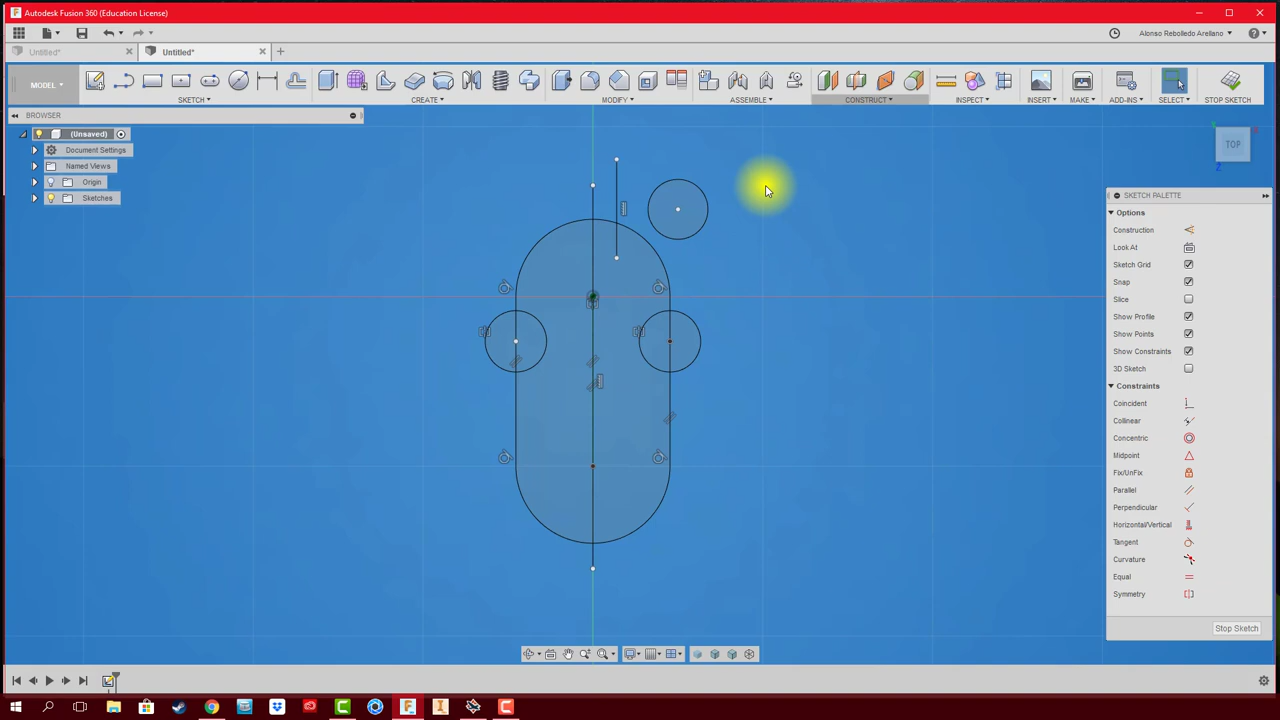 Autodesk Fusion 360 (Education License)
Alonso Rebolledo Arellano
Untitled*
Untitled*
MODEL
SKETCH
CREATE
MODIFY
ASSEMBLE
CONSTRUCT
INSPECT
INSERT
MAKE
ADD-INS
SELECT
STOP SKETCH
BROWSER
(Unsaved)
Document Settings
Named Views
Origin
Sketches
TOP
SKETCH PALETTE
Options
Construction
Look At
Sketch Grid
Snap
Slice
Show Profile
Show Points
Show Constraints
3D Sketch
Constraints
Coincident
Collinear
Concentric
Midpoint
Fix/UnFix
Parallel
Perpendicular
Horizontal/Vertical
Tangent
Curvature
Equal
Symmetry
Stop Sketch